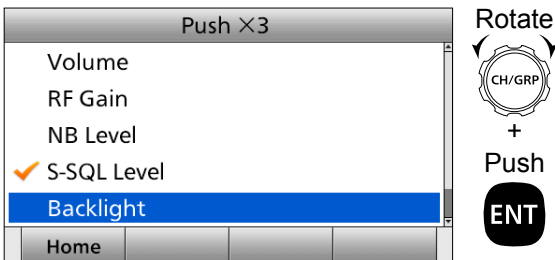 Push ×3
Volume
RF Gain
NB Level
S-SQL Level
Backlight
Home
Rotate
CH/GRP
+
Push
ENT